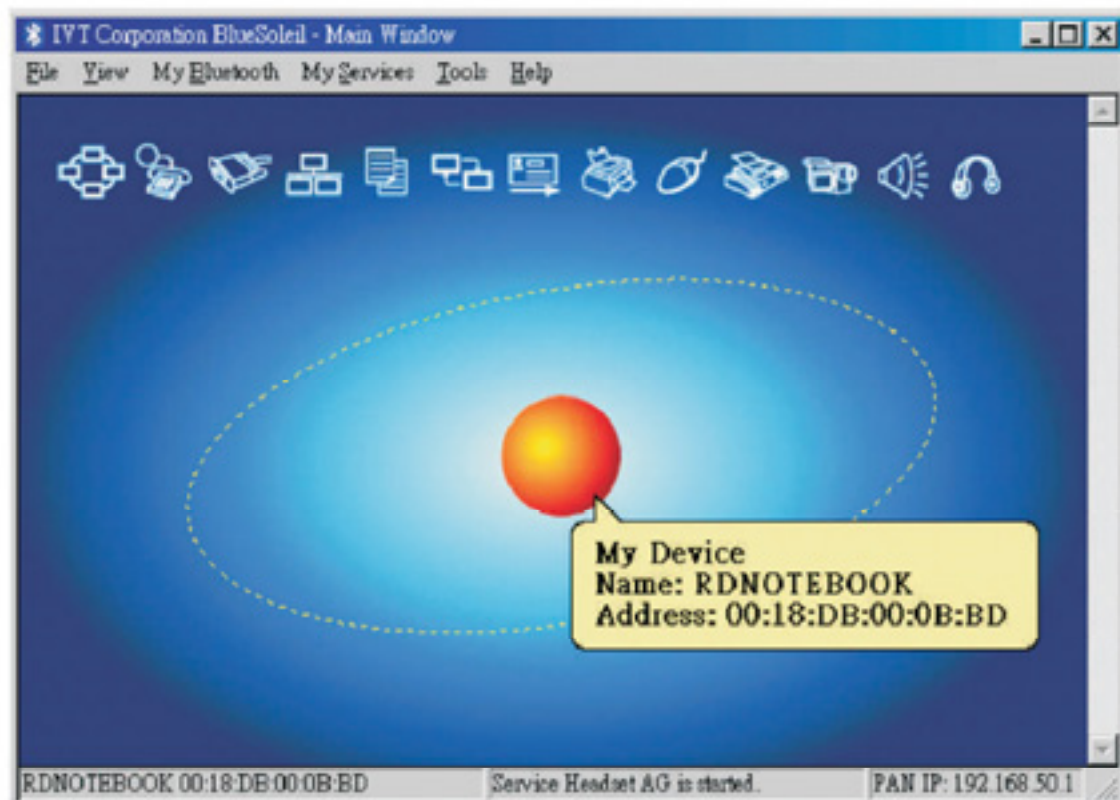 IVT Corporation BlueSoleil - Main Window
File View My Bluetooth My Services Tools Help
My Device
Name: RDNOTEBOOK
Address: 00:18:DB:00:0B:BD
RDNOTEBOOK 00:18:DB:00:0B:BD Service Headset AG is started. PAN IP: 192.168.50.1